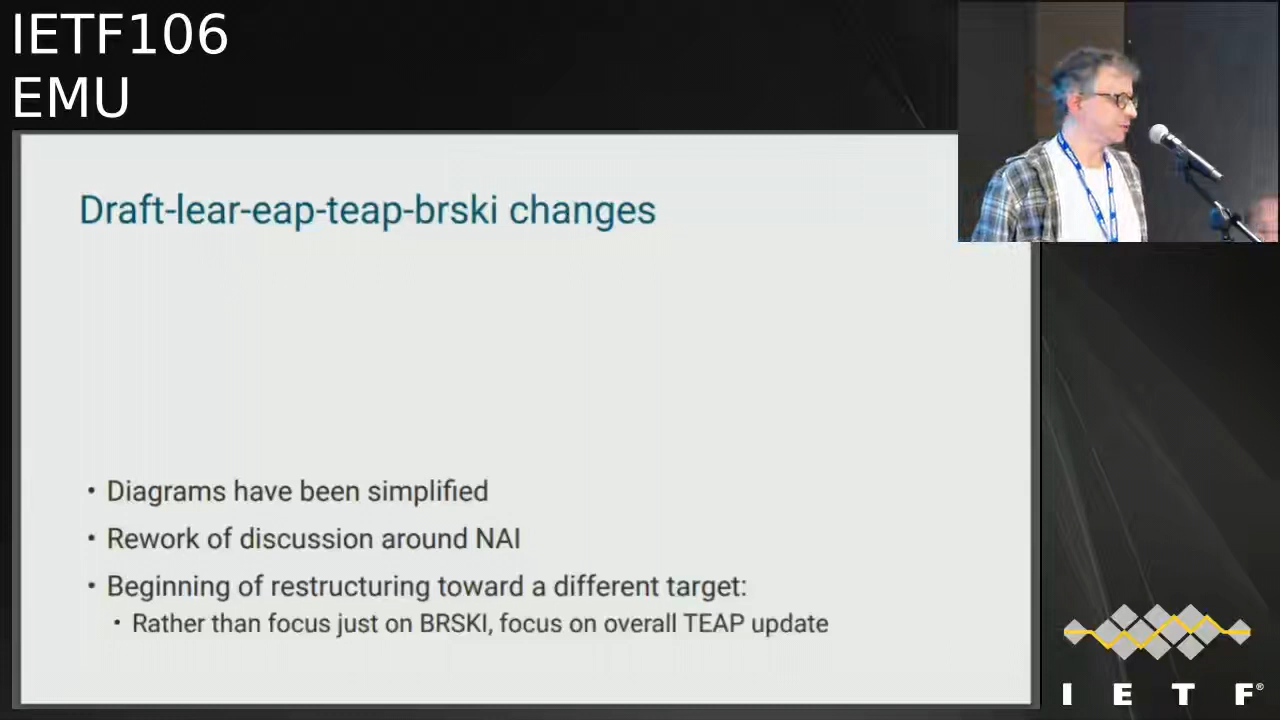 IETF106
EMU
Draft-lear-eap-teap-brski changes
• Diagrams have been simplified
• Rework of discussion around NAI
• Beginning of restructuring toward a different target:
• Rather than focus just on BRSKI, focus on overall TEAP update
I E T F®